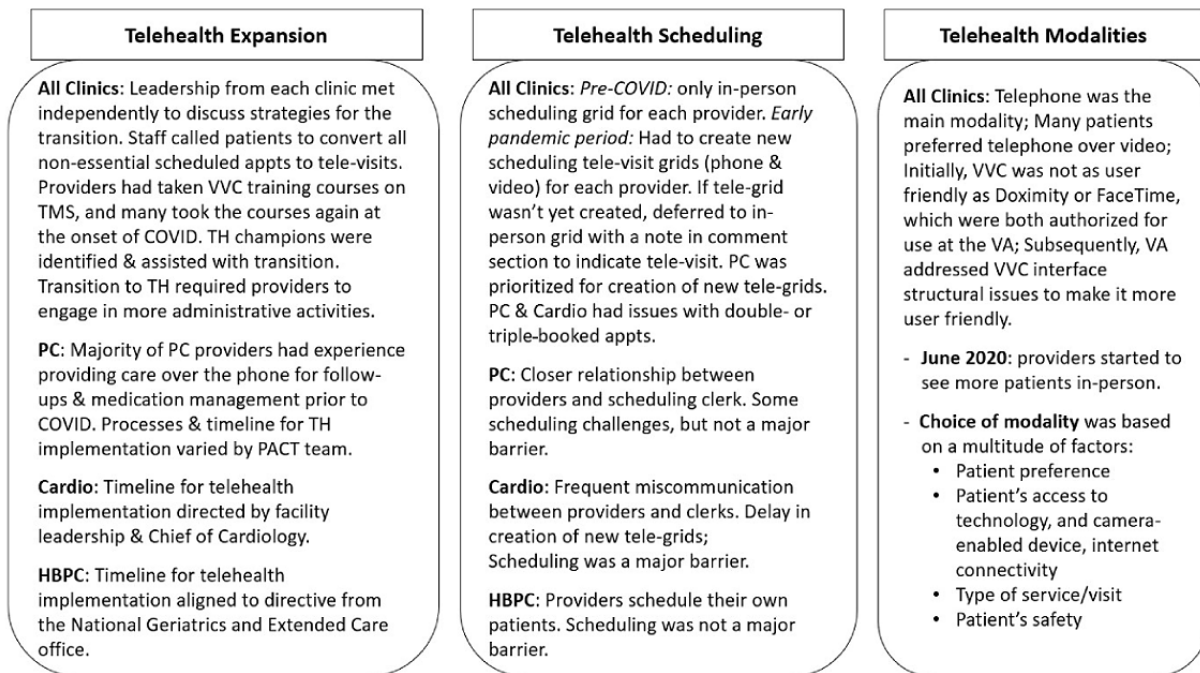 Telehealth Expansion
All Clinics: Leadership from each clinic met
independently to discuss strategies for the
transition. Staff called patients to convert all
non-essential scheduled appts to tele-visits.
Providers had taken VVC training courses on
TMS, and many took the courses again at
the onset of COVID. TH champions were
identified & assisted with transition.
Transition to TH required providers to
engage in more administrative activities.
PC: Majority of PC providers had experience
providing care over the phone for follow-
ups & medication management prior to
COVID. Processes & timeline for TH
implementation varied by PACT team.
Cardio: Timeline for telehealth
implementation directed by facility
leadership & Chief of Cardiology.
HBPC: Timeline for telehealth
implementation aligned to directive from
the National Geriatrics and Extended Care
office.
Telehealth Scheduling
All Clinics: Pre-COVID: only in-person
scheduling grid for each provider. Early
pandemic period: Had to create new
scheduling tele-visit grids (phone &
video) for each provider. If tele-grid
wasn't yet created, deferred to in-
person grid with a note in comment
section to indicate tele-visit. PC was
prioritized for creation of new tele-grids.
PC & Cardio had issues with double- or
triple-booked appts.
PC: Closer relationship between
providers and scheduling clerk. Some
scheduling challenges, but not a major
barrier.
Cardio: Frequent miscommunication
between providers and clerks. Delay in
creation of new tele-grids;
Scheduling was a major barrier.
HBPC: Providers schedule their own
patients. Scheduling was not a major
barrier.
Telehealth Modalities
All Clinics: Telephone was the
main modality; Many patients
preferred telephone over video;
Initially, VVC was not as user
friendly as Doximity or FaceTime,
which were both authorized for
use at the VA; Subsequently, VA
addressed VVC interface
structural issues to make it more
user friendly.
- June 2020: providers started to
see more patients in-person.
- Choice of modality was based
on a multitude of factors:
• Patient preference
• Patient's access to
technology, and camera-
enabled device, internet
connectivity
• Type of service/visit
• Patient's safety